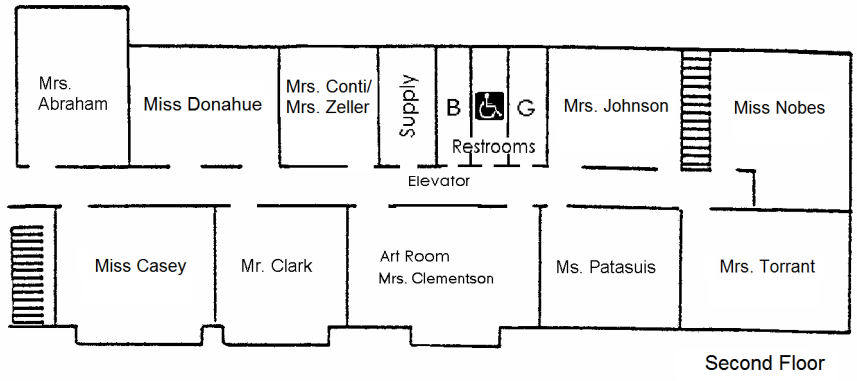 Mrs.
Abraham
Miss Donahue
Mrs. Conti/
Mrs. Zeller
Supply
B
G
Restrooms
Mrs. Johnson
Miss Nobes
Elevator
Miss Casey
Mr. Clark
Art Room
Mrs. Clementson
Ms. Patasuis
Mrs. Torrant
Second Floor